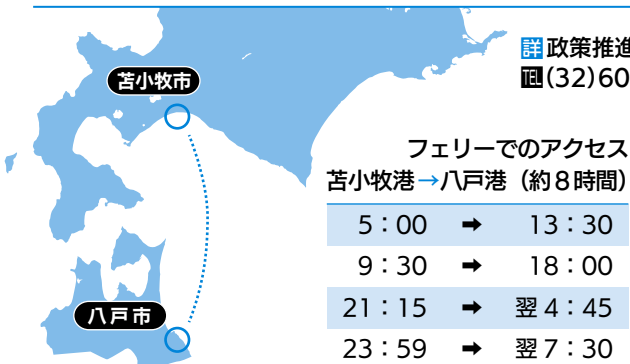 詳政策推進
TEL(32)60
苫小牧市
フェリーでのアクセス
苫小牧港→八戸港(約8時間)
5:00 ➡ 13:30
9:30 ➡ 18:00
21:15 ➡ 翌4:45
23:59 ➡ 翌7:30
八戸市